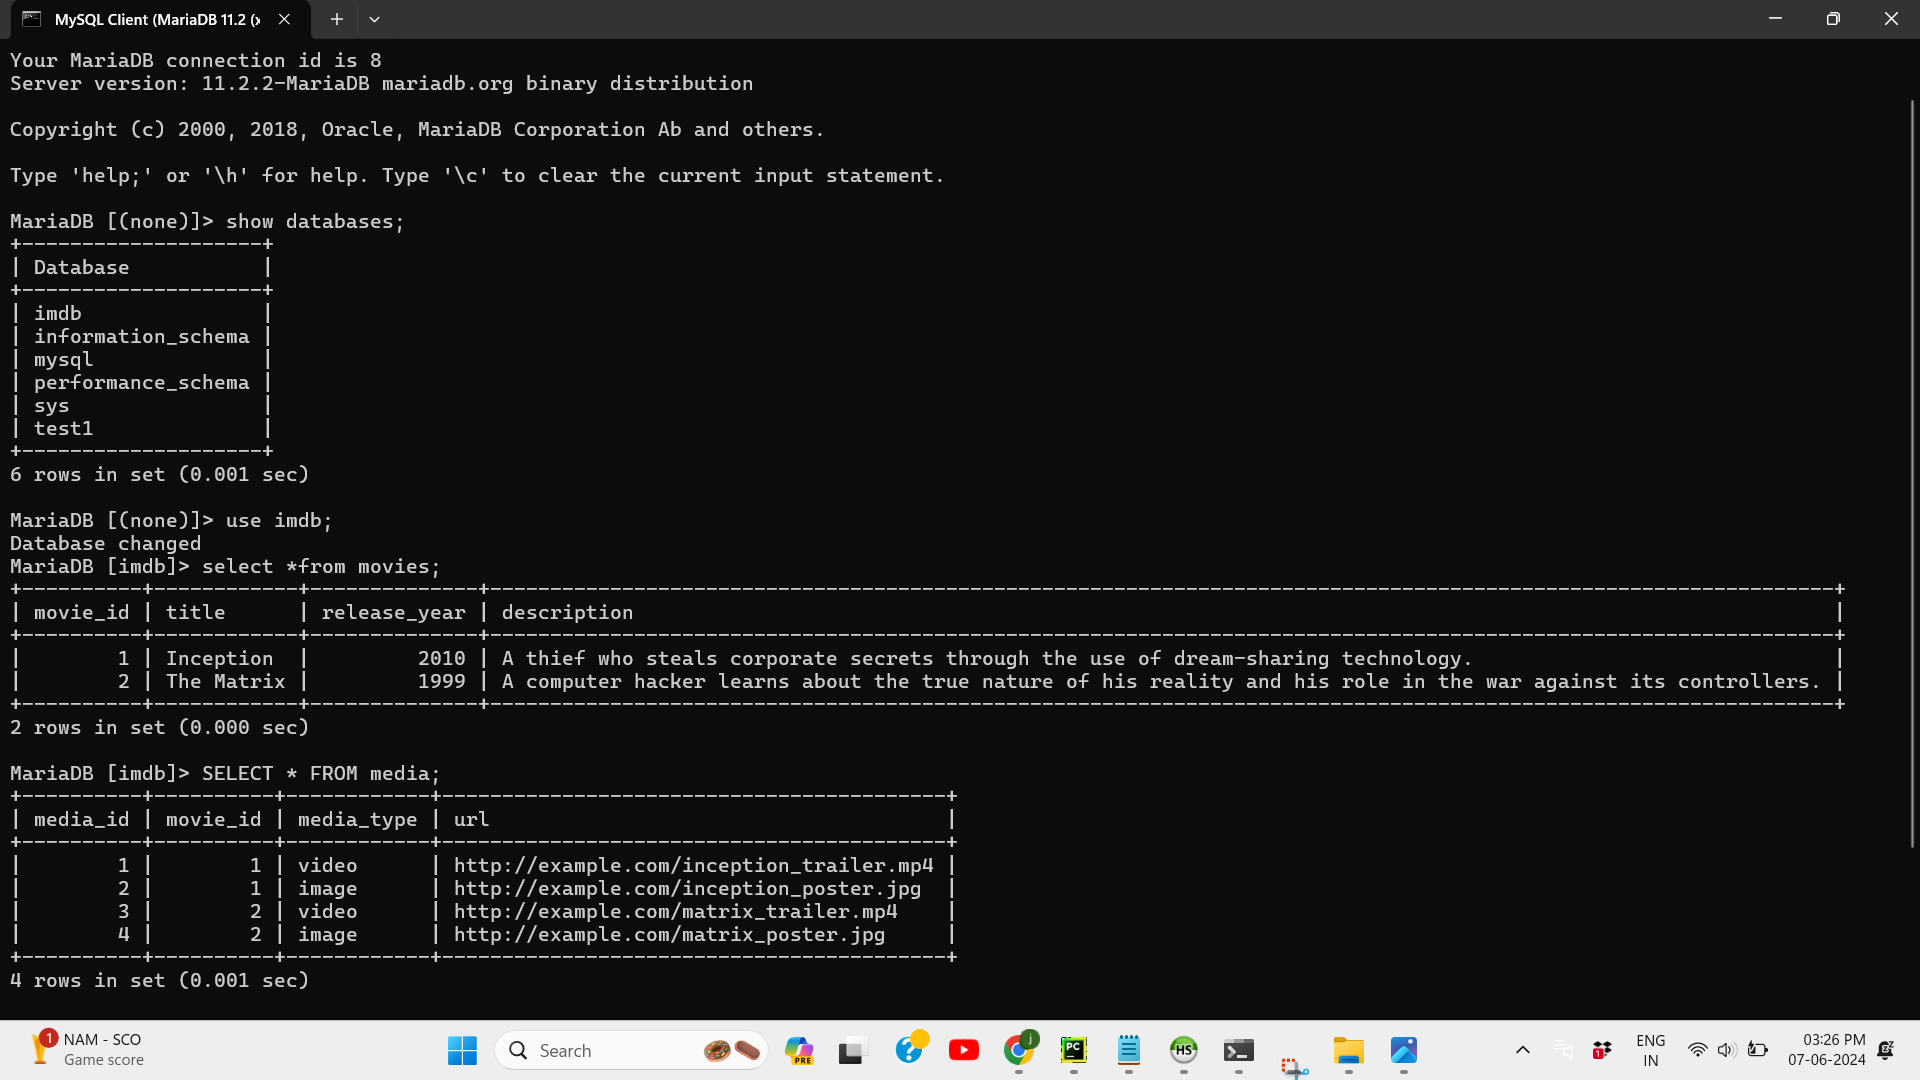 MySQL Client (MariaDB 11.2 (x
Your MariaDB connection id is 8
Server version: 11.2.2-MariaDB mariadb.org binary distribution
Copyright (c) 2000, 2018, Oracle, MariaDB Corporation Ab and others.
Type 'help;' or '\h' for help. Type '\c' to clear the current input statement.
MariaDB [(none)]> show databases;
+--------------------+
| Database           |
+--------------------+
| imdb               |
| information_schema |
| mysql              |
| performance_schema |
| sys                |
| test1              |
+--------------------+
6 rows in set (0.001 sec)
MariaDB [(none)]> use imdb;
Database changed
MariaDB [imdb]> select *from movies;
+----------+------------+--------------+----------------------------------------------------------------------------------------------------------------+
| movie_id | title      | release_year | description                                                                                                    |
+----------+------------+--------------+----------------------------------------------------------------------------------------------------------------+
|        1 | Inception  |         2010 | A thief who steals corporate secrets through the use of dream-sharing technology.                              |
|        2 | The Matrix |         1999 | A computer hacker learns about the true nature of his reality and his role in the war against its controllers. |
+----------+------------+--------------+----------------------------------------------------------------------------------------------------------------+
2 rows in set (0.000 sec)
MariaDB [imdb]> SELECT * FROM media;
+----------+----------+------------+------------------------------------------+
| media_id | movie_id | media_type | url                                      |
+----------+----------+------------+------------------------------------------+
|        1 |        1 | video      | http://example.com/inception_trailer.mp4 |
|        2 |        1 | image      | http://example.com/inception_poster.jpg  |
|        3 |        2 | video      | http://example.com/matrix_trailer.mp4    |
|        4 |        2 | image      | http://example.com/matrix_poster.jpg     |
+----------+----------+------------+------------------------------------------+
4 rows in set (0.001 sec)
1
NAM - SCO
Game score
Search
PRE
j
PC
HS
1
ENG
IN
03:26 PM
07-06-2024